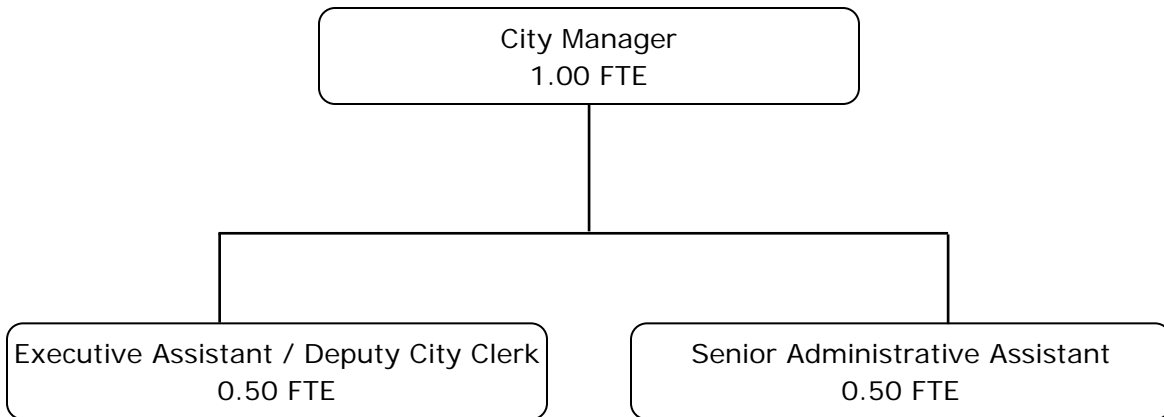 City Manager
1.00 FTE
Executive Assistant / Deputy City Clerk
0.50 FTE
Senior Administrative Assistant
0.50 FTE